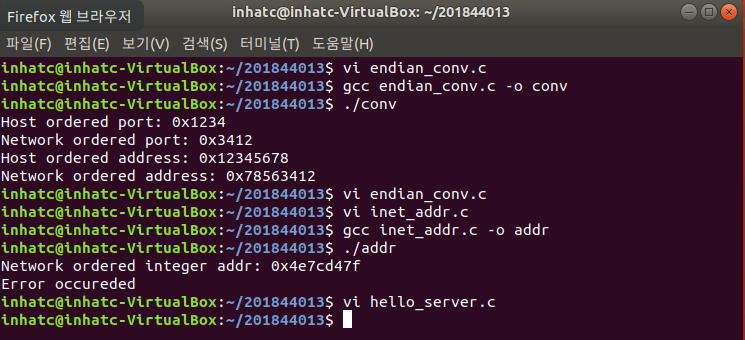 Firefox 웹 브라우저
inhatc@inhatc-VirtualBox: ~/201844013
파일(F) 편집(E) 보기(V) 검색(S) 터미널(T) 도움말(H)
inhatc@inhatc-VirtualBox:~/201844013$ vi endian_conv.c
inhatc@inhatc-VirtualBox:~/201844013$ gcc endian_conv.c -o conv
inhatc@inhatc-VirtualBox:~/201844013$ ./conv
Host ordered port: 0x1234
Network ordered port: 0x3412
Host ordered address: 0x12345678
Network ordered address: 0x78563412
inhatc@inhatc-VirtualBox:~/201844013$ vi endian_conv.c
inhatc@inhatc-VirtualBox:~/201844013$ vi inet_addr.c
inhatc@inhatc-VirtualBox:~/201844013$ gcc inet_addr.c -o addr
inhatc@inhatc-VirtualBox:~/201844013$ ./addr
Network ordered integer addr: 0x4e7cd47f
Error occureded
inhatc@inhatc-VirtualBox:~/201844013$ vi hello_server.c
inhatc@inhatc-VirtualBox:~/201844013$